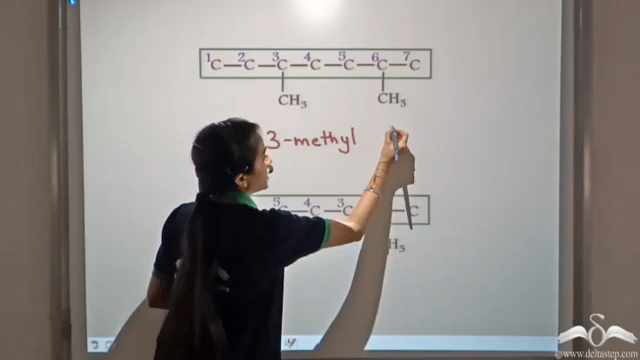 1C—2C—3C—4C—5C—6C—7C
CH3 CH3
3-methyl
5C—4C—3C— —C
H3
©www.deltastep.com